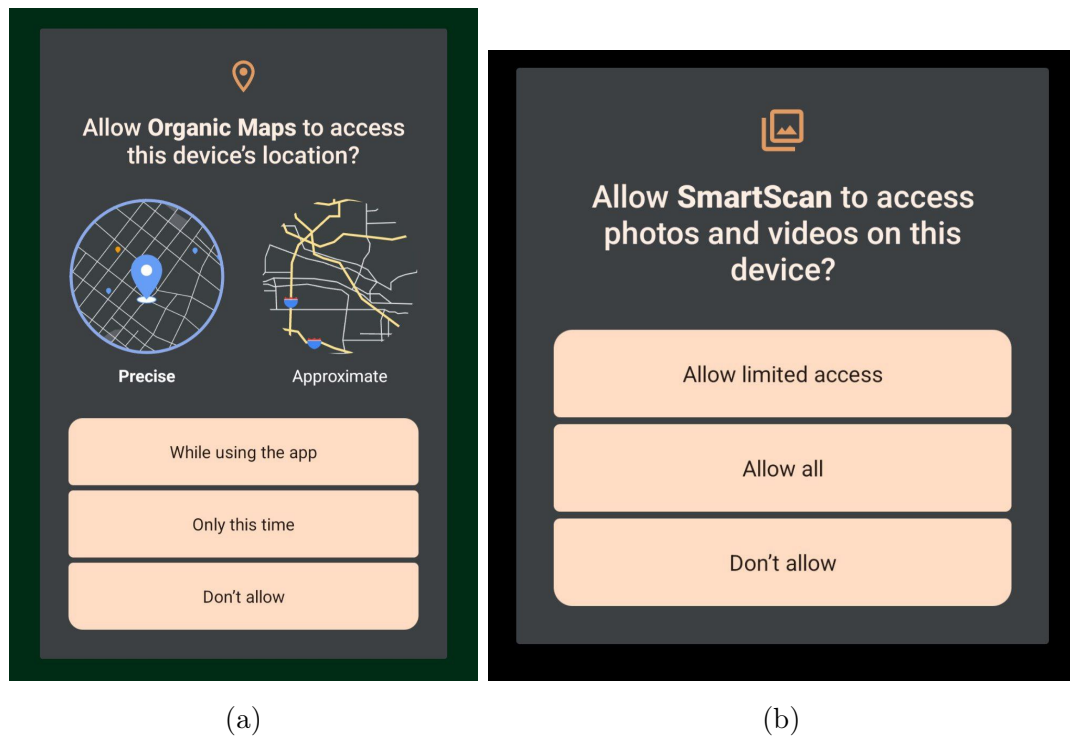 Allow Organic Maps to access
this device’s location?
Precise
Approximate
While using the app
Only this time
Don’t allow
(a)
Allow SmartScan to access
photos and videos on this
device?
Allow limited access
Allow all
Don’t allow
(b)